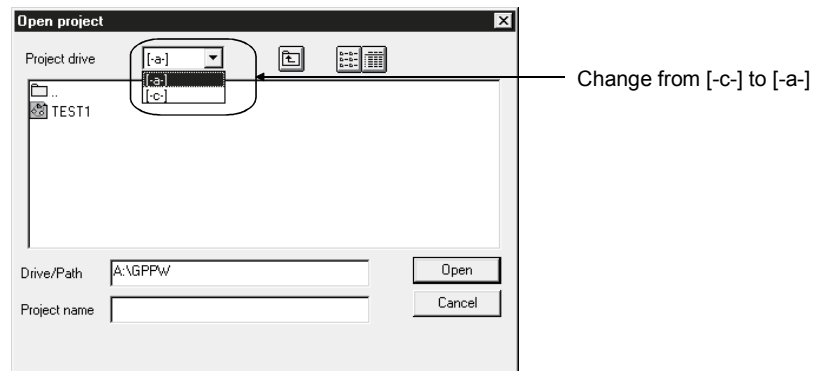 Open project
Project drive [-a-]
[-a-]
[-c-]
Change from [-c-] to [-a-]
..
TEST1
Drive/Path A:\GPPW Open
Project name Cancel